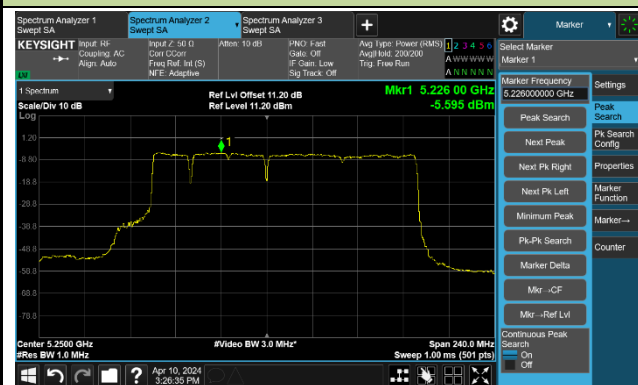 Spectrum Analyzer 1
Swept SA
Spectrum Analyzer 2
Swept SA
Spectrum Analyzer 3
Swept SA
+
Marker
KEYSIGHT
Input: RF
Coupling: AC
Align: Auto
Input Z: 50 Ω
Corr CCorr
Freq Ref: Int (S)
NFE: Adaptive
Atten: 10 dB
PNO: Fast
Gate: Off
IF Gain: Low
Sig Track: Off
Avg Type: Power (RMS)
Avg|Hold: 200/200
Trig: Free Run
1 2 3 4 5 6
A W W W W W
A N N N N N
LXI
Select Marker
Marker 1
1 Spectrum
Scale/Div 10 dB
Log
Ref Lvl Offset 11.20 dB
Ref Level 11.20 dBm
Mkr1 5.226 00 GHz
-5.595 dBm
1
1.20
-8.80
-18.8
-28.8
-38.8
-48.8
-58.8
-68.8
-78.8
Center 5.2500 GHz
#Res BW 1.0 MHz
#Video BW 3.0 MHz*
Span 240.0 MHz
Sweep 1.00 ms (501 pts)
Marker Frequency
5.226000000 GHz
Peak Search
Next Peak
Next Pk Right
Next Pk Left
Minimum Peak
Pk-Pk Search
Marker Delta
Mkr→CF
Mkr→Ref Lvl
Continuous Peak
Search
On
Off
Settings
Peak
Search
Pk Search
Config
Properties
Marker
Function
Marker→
Counter
?
Apr 10, 2024
3:26:35 PM